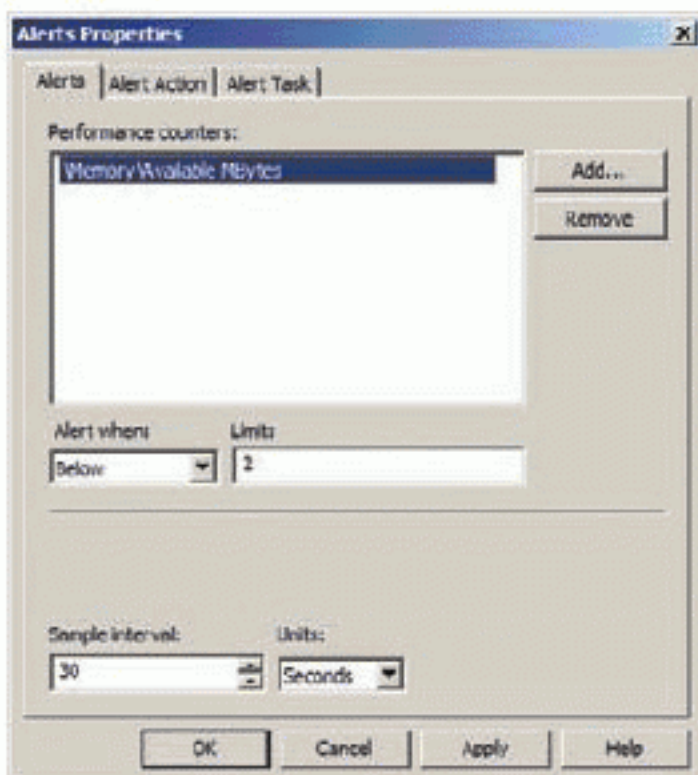 Alerts Properties
Alerts Alert Action Alert Task
Performance counters:
\Memory\Available MBytes
Add...
Remove
Alert when: Limit:
Below 2
Sample interval: Units:
30 Seconds
OK Cancel Apply Help